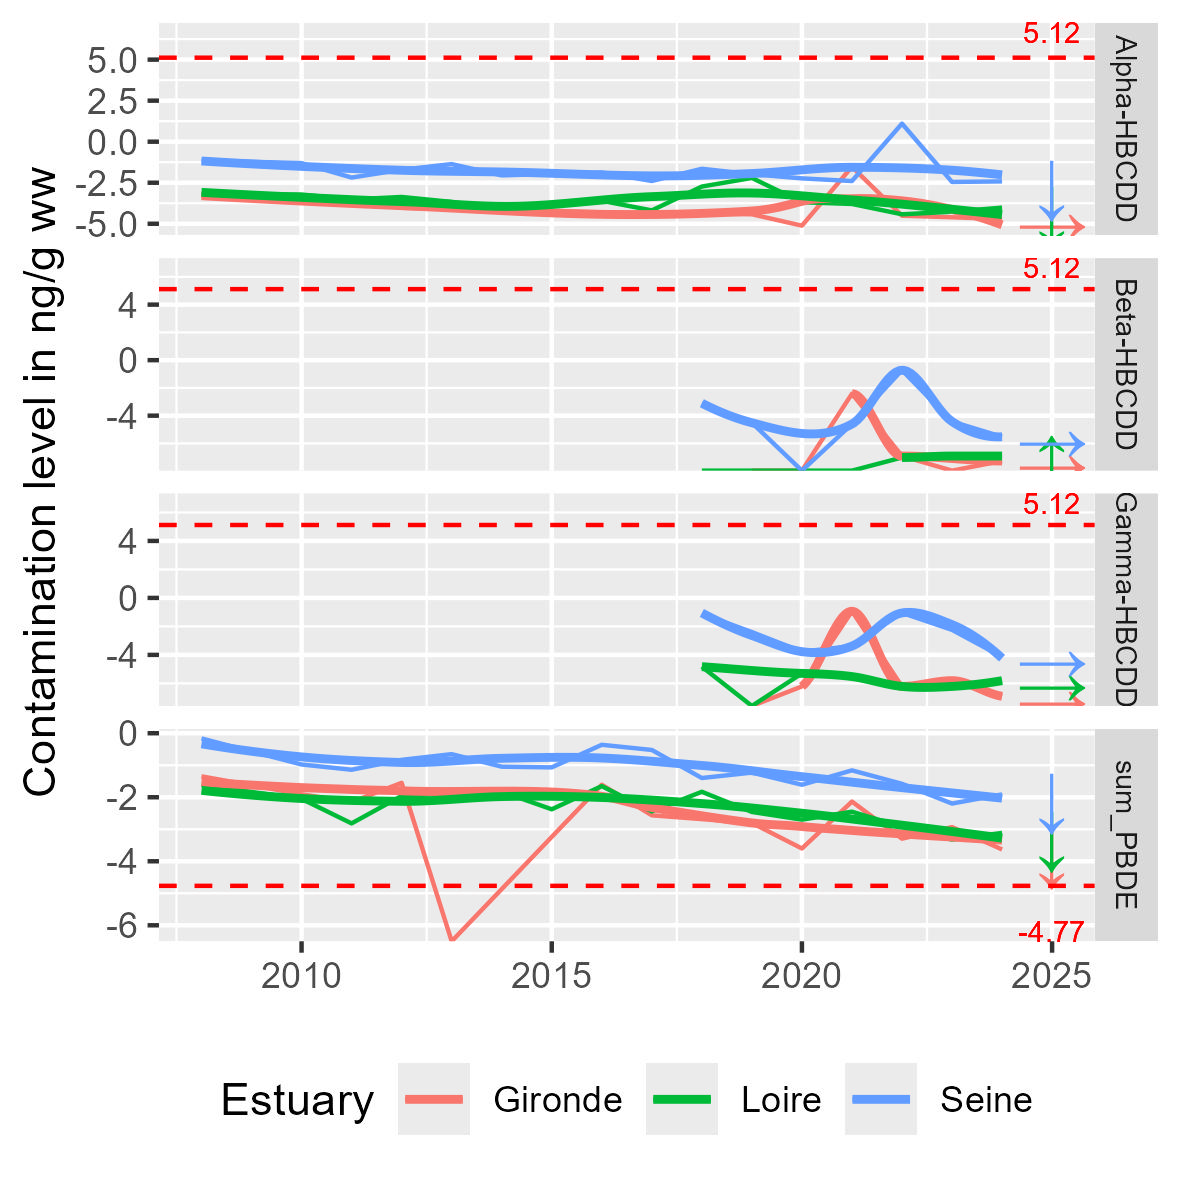 Contamination level in ng/g ww
5.12
5.0
2.5
0.0
-2.5
-5.0
Alpha-HBCDD
5.12
4
0
-4
Beta-HBCDD
5.12
4
0
-4
Gamma-HBCDD
0
-2
-4
-6
-4.77
sum_PBDE
2010 2015 2020 2025
Estuary Gironde Loire Seine